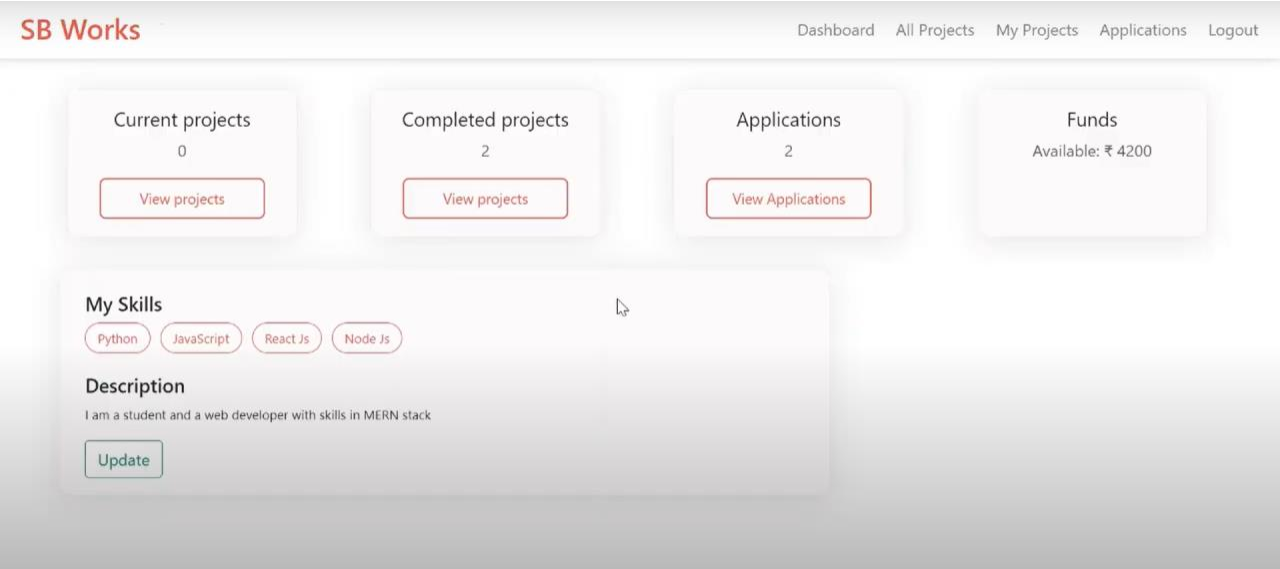 SB Works
Dashboard All Projects My Projects Applications Logout
Current projects
0
View projects
Completed projects
2
View projects
Applications
2
View Applications
Funds
Available: ₹ 4200
My Skills
Python JavaScript React Js Node Js
Description
I am a student and a web developer with skills in MERN stack
Update